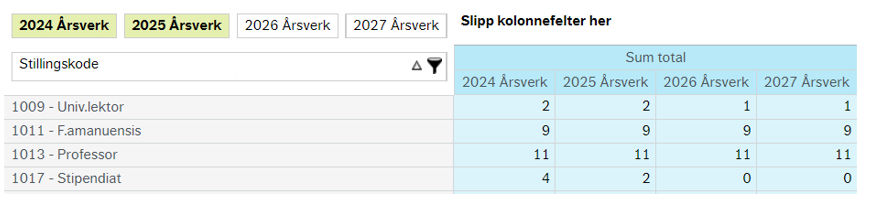 2024 Årsverk 2025 Årsverk 2026 Årsverk 2027 Årsverk Slipp kolonnefelter her
Sum total
Stillingskode
2024 Årsverk 2025 Årsverk 2026 Årsverk 2027 Årsverk
1009 - Univ.lektor 2 2 1 1
1011 - F.amanuensis 9 9 9 9
1013 - Professor 11 11 11 11
1017 - Stipendiat 4 2 0 0